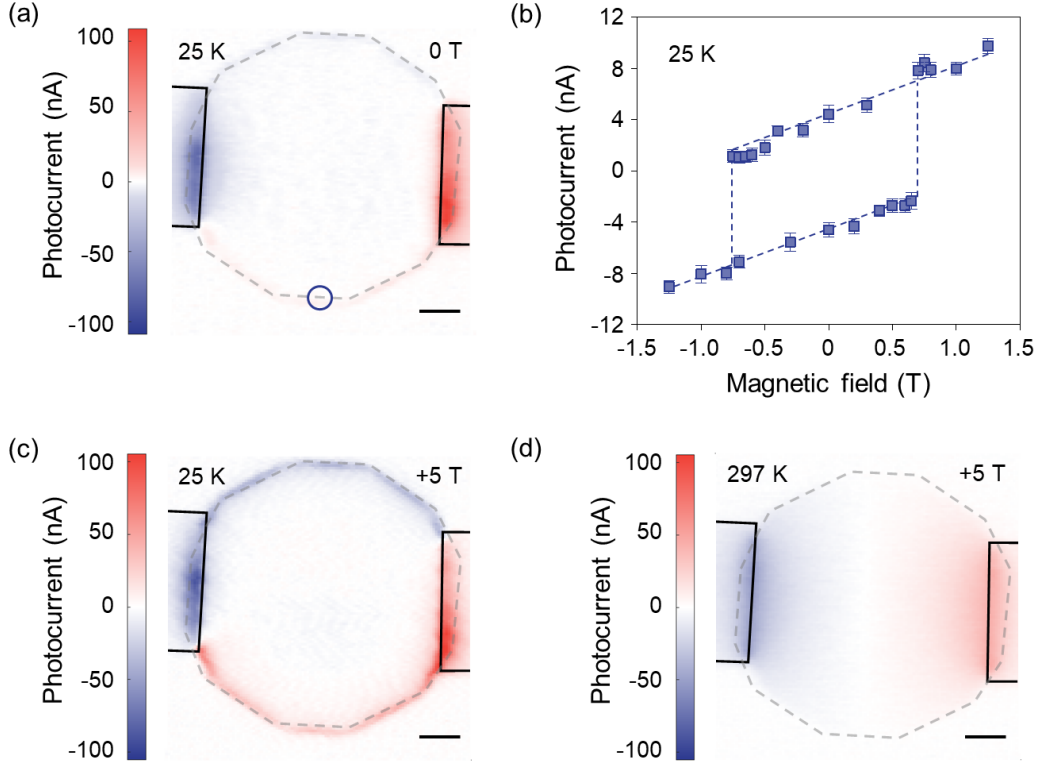 (a)
Photocurrent (nA)
100
50
0
-50
-100
25 K
0 T
(b)
Photocurrent (nA)
12
8
4
0
-4
-8
-12
25 K
-1.5 -1.0 -0.5 0 0.5 1.0 1.5
Magnetic field (T)
(c)
Photocurrent (nA)
100
50
0
-50
-100
25 K
+5 T
(d)
Photocurrent (nA)
100
50
0
-50
-100
297 K
+5 T